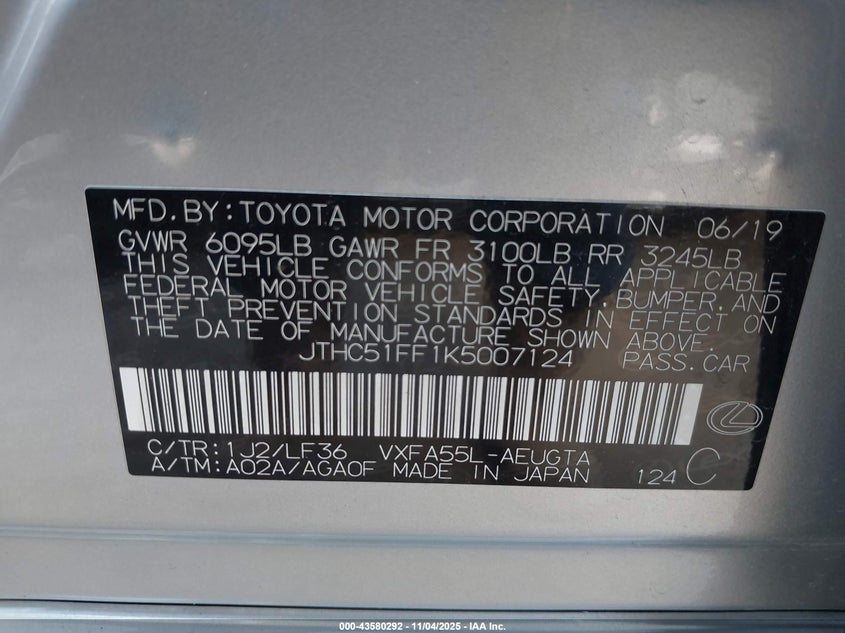 MFD.BY:TOYOTA MOTOR CORPORATION 06/19
GVWR 6095LB GAWR FR 3100LB RR 3245LB
THIS VEHICLE CONFORMS TO ALL APPLICABLE
FEDERAL MOTOR VEHICLE SAFETY,BUMPER,AND
THEFT PREVENTION STANDARDS IN EFFECT ON
THE DATE OF MANUFACTURE SHOWN ABOVE.
JTHC51FF1K5007124 PASS.CAR
C/TR:1J2/LF36 VXFA55L-AEUGTA
A/TM:A02A/AGA0F MADE IN JAPAN 124 C
000-43580292 - 11/04/2025 - IAA Inc.